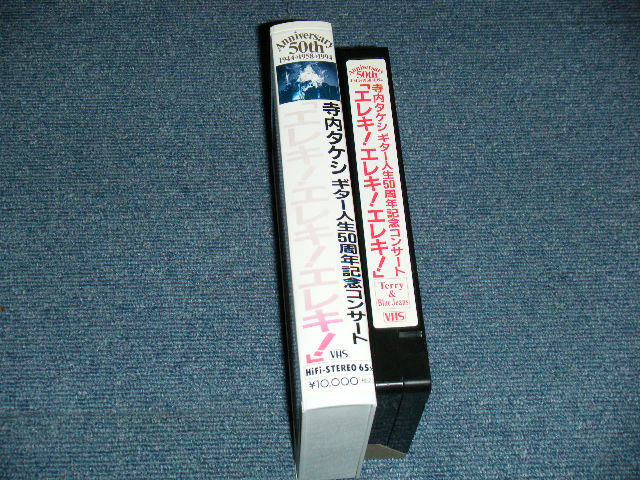 Anniversary
50th
1944→1958→1994
寺内タケシ ギター人生50周年記念コンサート
「エレキ!エレキ!エレキ!」
VHS
HiFi-STEREO 65
¥10,000
Anniversary
50th
寺内タケシ ギター人生50周年記念コンサート
「エレキ!エレキ!エレキ!」
Terry
&
Blue Jeans
VHS